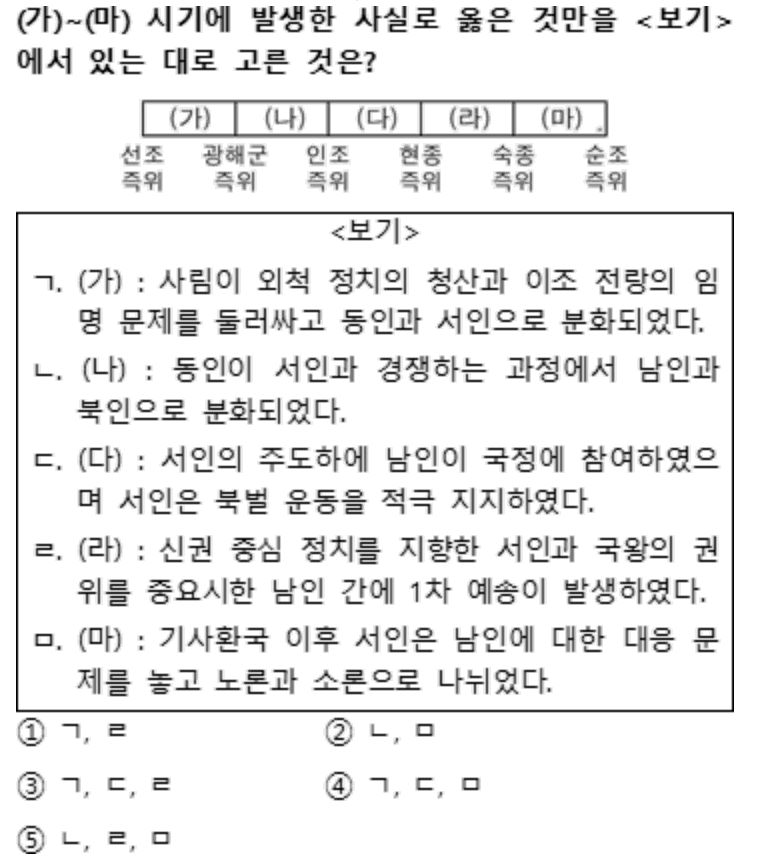 (가)~(마) 시기에 발생한 사실로 옳은 것만을 <보기>
에서 있는 대로 고른 것은?
(가) (나) (다) (라) (마)
선조 광해군 인조 현종 숙종 순조
즉위 즉위 즉위 즉위 즉위 즉위
<보기>
ㄱ. (가) : 사림이 외척 정치의 청산과 이조 전랑의 임
명 문제를 둘러싸고 동인과 서인으로 분화되었다.
ㄴ. (나) : 동인이 서인과 경쟁하는 과정에서 남인과
북인으로 분화되었다.
ㄷ. (다) : 서인의 주도하에 남인이 국정에 참여하였으
며 서인은 북벌 운동을 적극 지지하였다.
ㄹ. (라) : 신권 중심 정치를 지향한 서인과 국왕의 권
위를 중요시한 남인 간에 1차 예송이 발생하였다.
ㅁ. (마) : 기사환국 이후 서인은 남인에 대한 대응 문
제를 놓고 노론과 소론으로 나뉘었다.
① ㄱ, ㄹ ② ㄴ, ㅁ
③ ㄱ, ㄷ, ㄹ ④ ㄱ, ㄷ, ㅁ
⑤ ㄴ, ㄹ, ㅁ